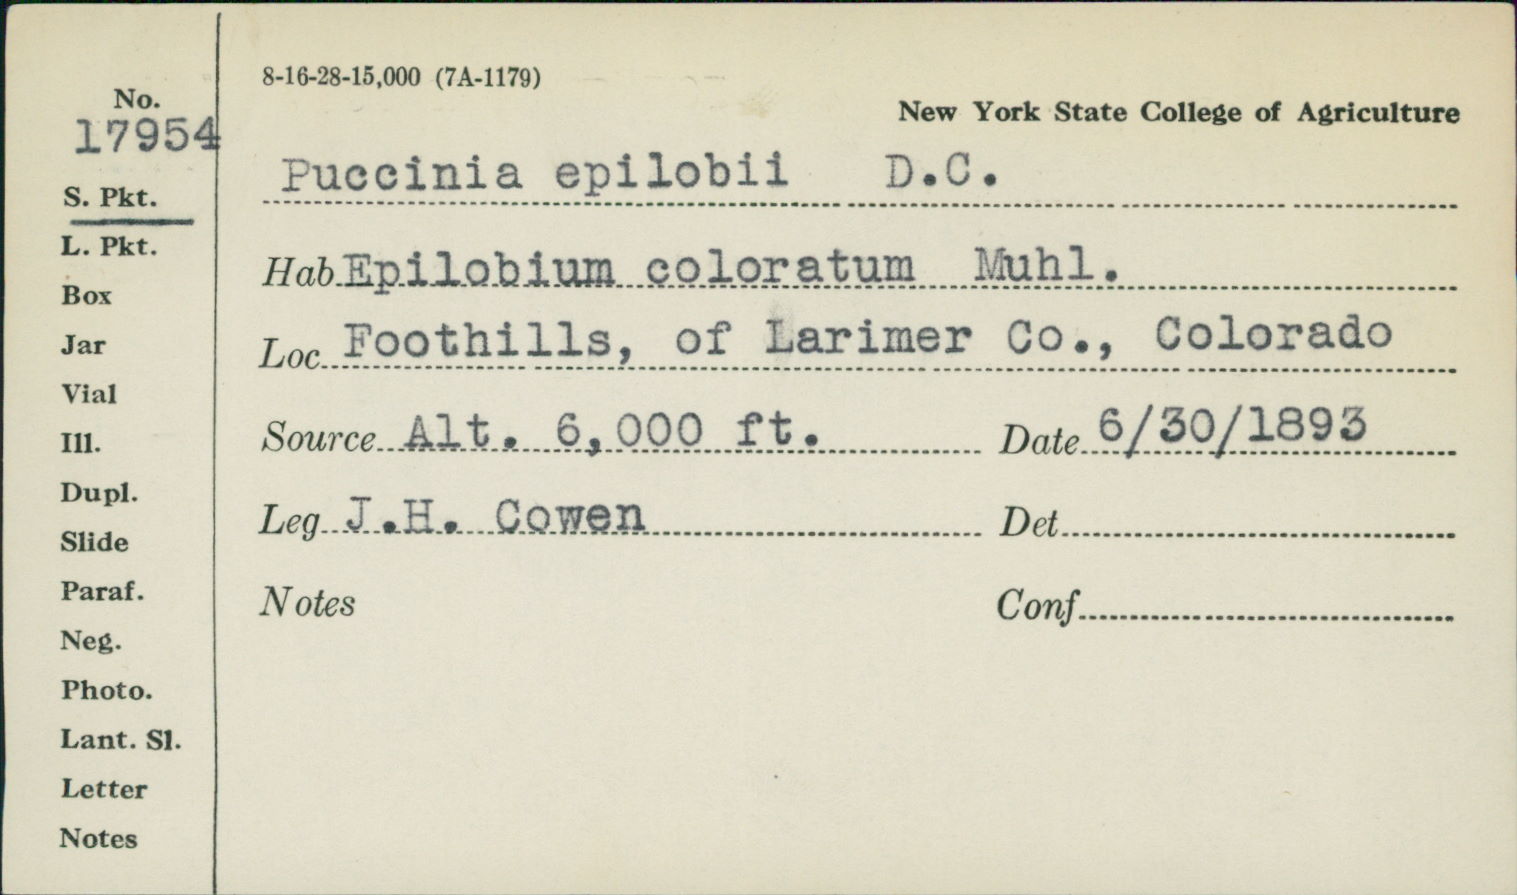 8-16-28-15,000 (7A-1179)
No.
17954
New York State College of Agriculture
Puccinia epilobii D.C.
S. Pkt.
L. Pkt.
Hab Epilobium coloratum Muhl.
Box
Loc Foothills, of Larimer Co., Colorado
Jar
Vial
Source Alt. 6,000 ft. Date 6/30/1893
Ill.
Dupl.
Leg J.H. Cowen Det
Slide
Paraf.
Notes Conf
Neg.
Photo.
Lant. Sl.
Letter
Notes